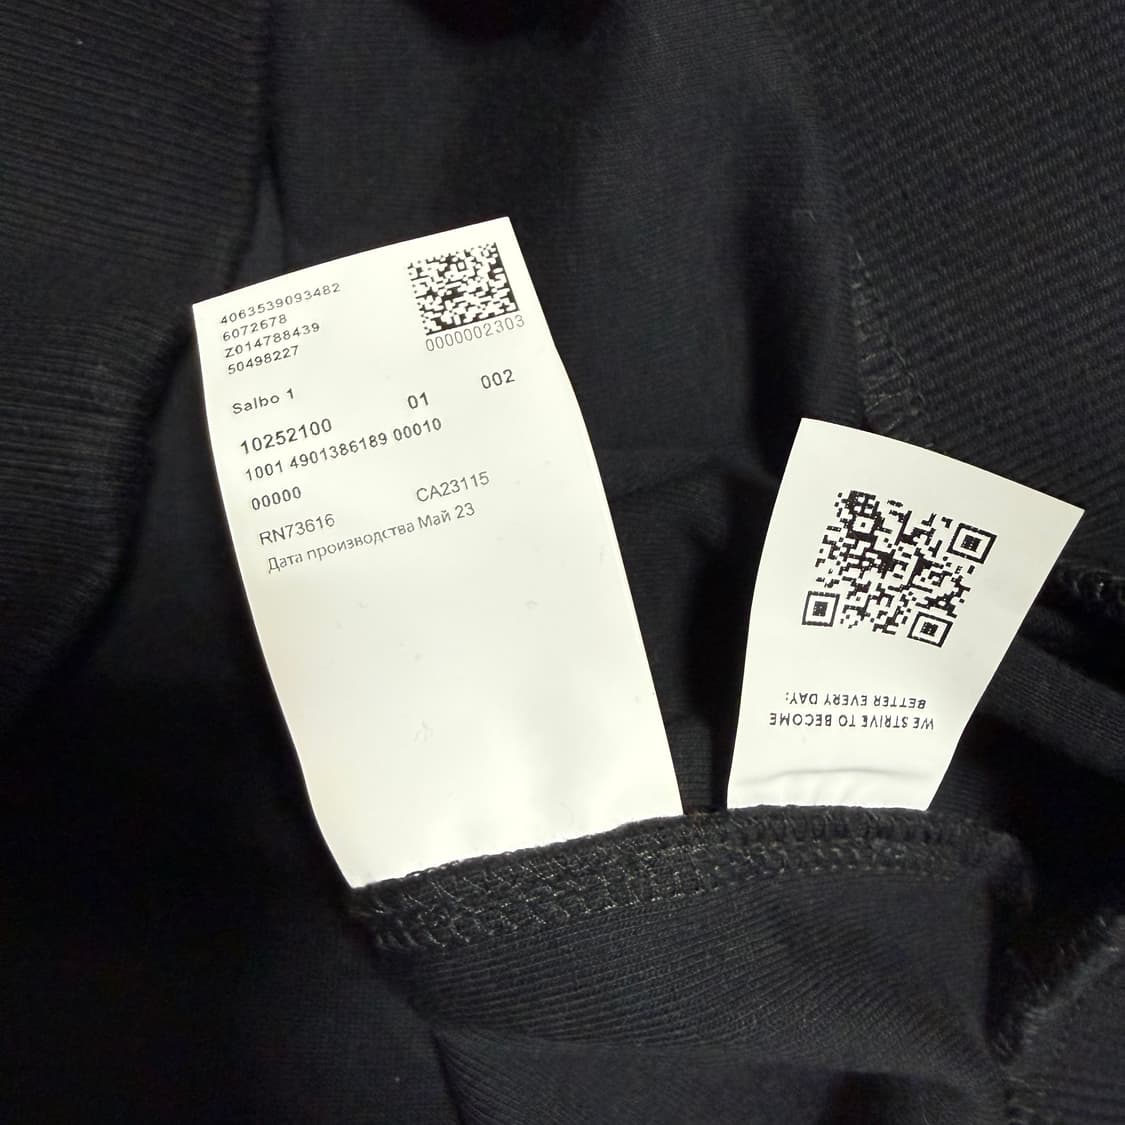 4063539093482
6072678
Z014788439
50498227
0000002303
Salbo 1
10252100 01 002
1001 4901386189 00010
00000
RN73616 CA23115
Дата производства Май 23
WE STRIVE TO BECOME
BETTER EVERY DAY: